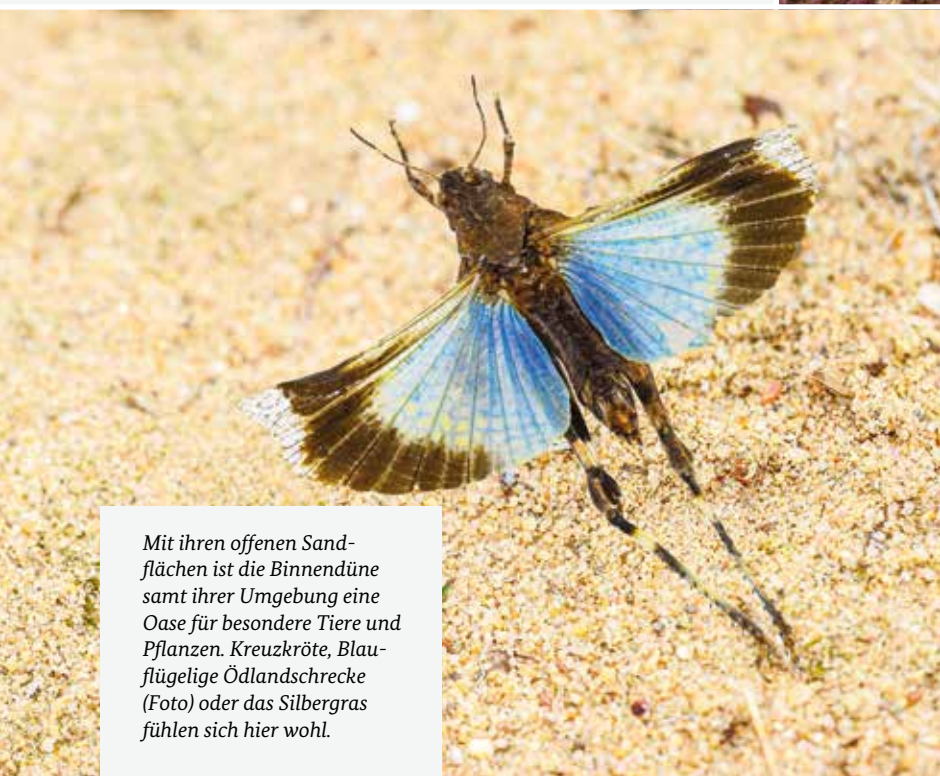 Mit ihren offenen Sand-
flächen ist die Binnendüne
samt ihrer Umgebung eine
Oase für besondere Tiere und
Pflanzen. Kreuzkröte, Blau-
flügelige Ödlandschrecke
(Foto) oder das Silbergras
fühlen sich hier wohl.